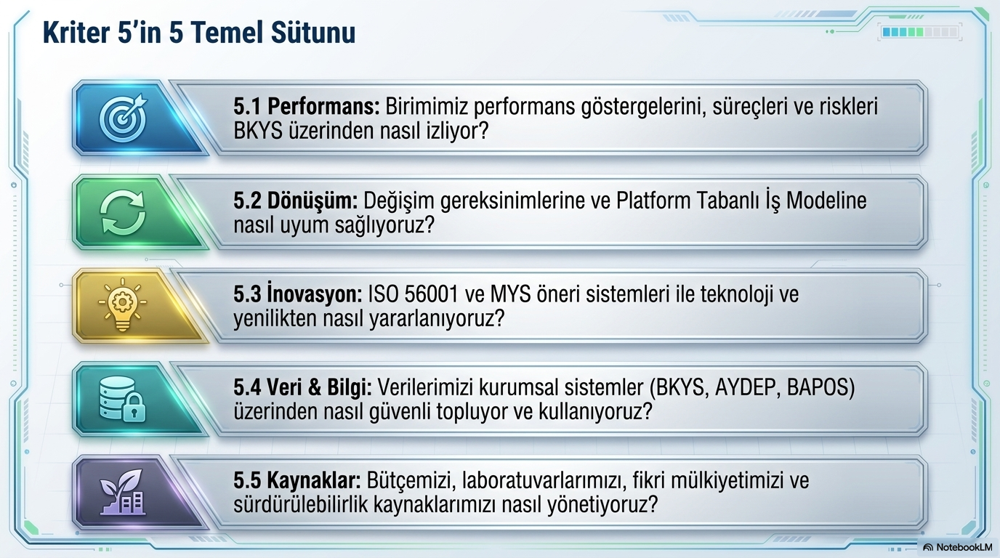 Kriter 5’in 5 Temel Sütunu
5.1 Performans: Birimimiz performans göstergelerini, süreçleri ve riskleri
BKYS üzerinden nasıl izliyor?
5.2 Dönüşüm: Değişim gereksinimlerine ve Platform Tabanlı İş Modeline
nasıl uyum sağlıyoruz?
5.3 İnovasyon: ISO 56001 ve MYS öneri sistemleri ile teknoloji ve
yenilikten nasıl yararlanıyoruz?
5.4 Veri & Bilgi: Verilerimizi kurumsal sistemler (BKYS, AYDEP, BAPOS)
üzerinden nasıl güvenli topluyor ve kullanıyoruz?
5.5 Kaynaklar: Bütçemizi, laboratuvarlarımızı, fikri mülkiyetimizi ve
sürdürülebilirlik kaynaklarımızı nasıl yönetiyoruz?
NotebookLM